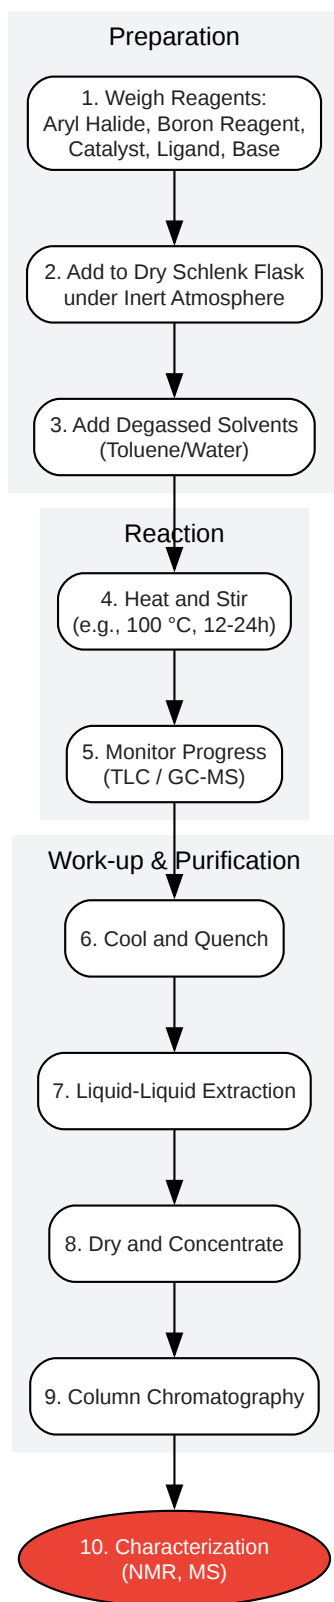 Preparation
1. Weigh Reagents:
Aryl Halide, Boron Reagent,
Catalyst, Ligand, Base
2. Add to Dry Schlenk Flask
under Inert Atmosphere
3. Add Degassed Solvents
(Toluene/Water)
Reaction
4. Heat and Stir
(e.g., 100 °C, 12-24h)
5. Monitor Progress
(TLC / GC-MS)
Work-up & Purification
6. Cool and Quench
7. Liquid-Liquid Extraction
8. Dry and Concentrate
9. Column Chromatography
10. Characterization
(NMR, MS)